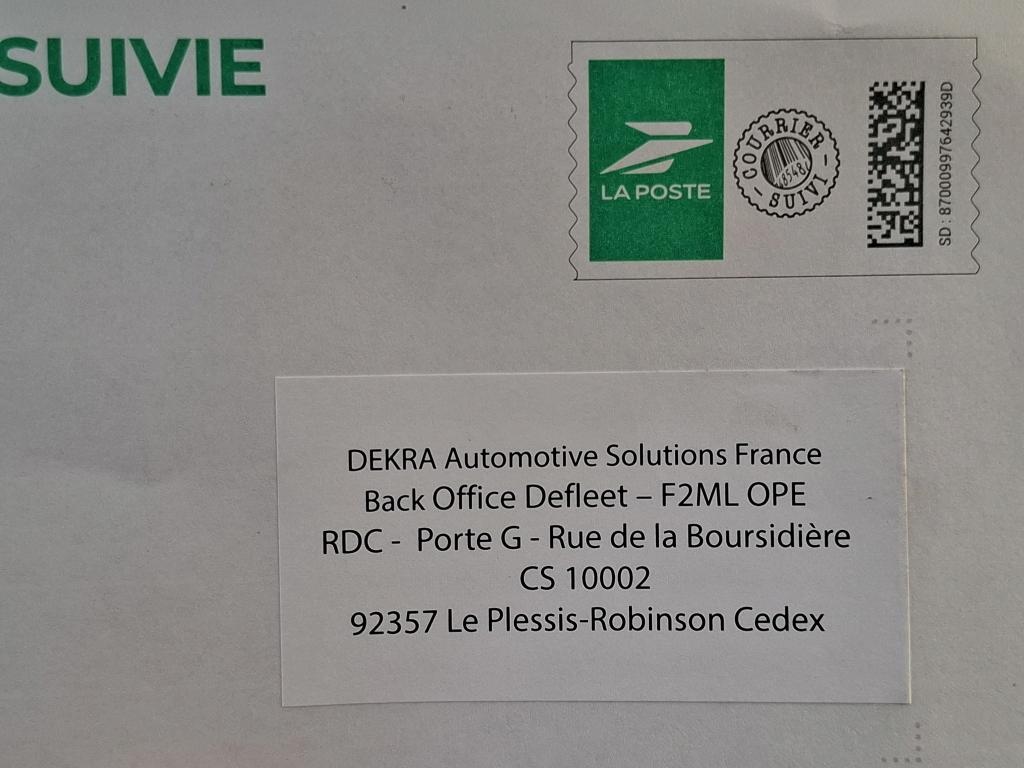 SUIVIE
LA POSTE
COURRIER
SUIVI
SD : 87000997642939D
DEKRA Automotive Solutions France
Back Office Defleet – F2ML OPE
RDC - Porte G - Rue de la Boursidière
CS 10002
92357 Le Plessis-Robinson Cedex